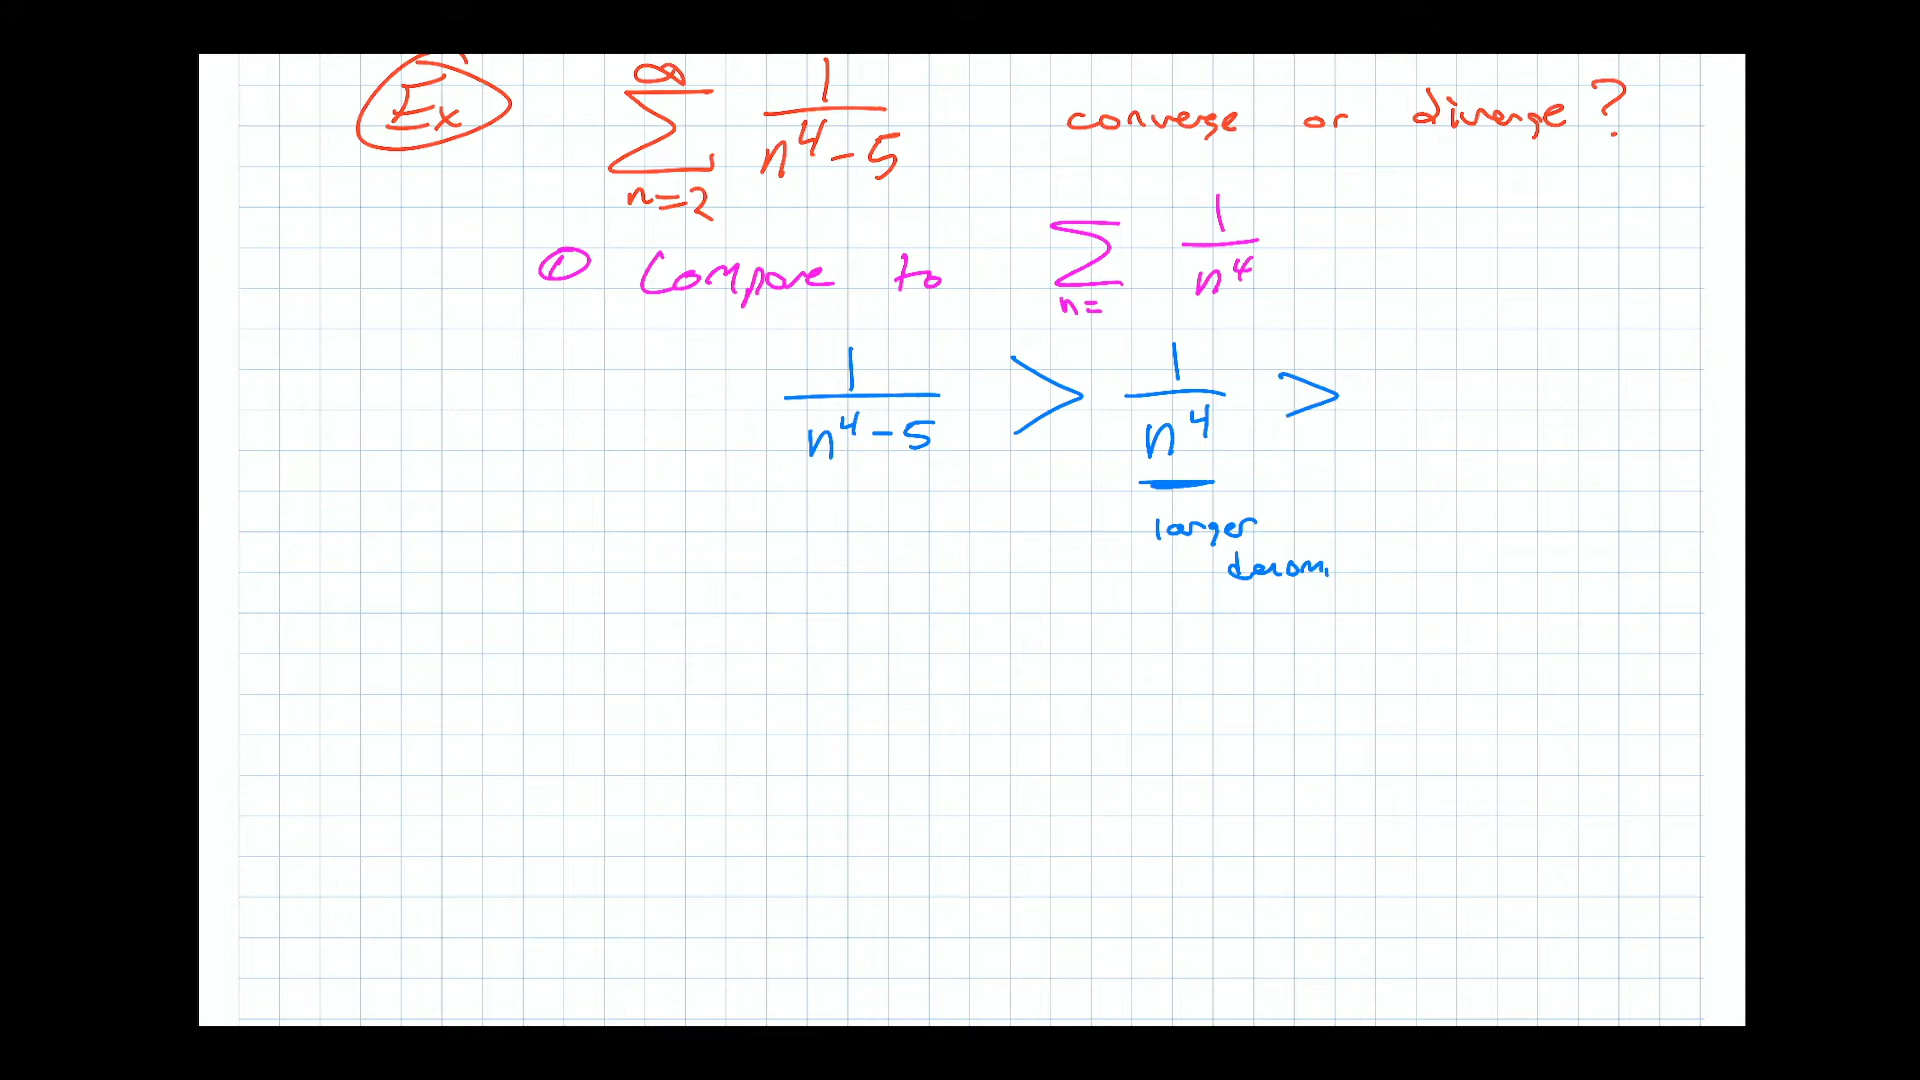 Ex ∞ ∑ n=2 1/(n⁴-5) converge or diverge?
① Compare to ∑ n= 1/n⁴
1/(n⁴-5) > 1/n⁴ >
larger
denom.